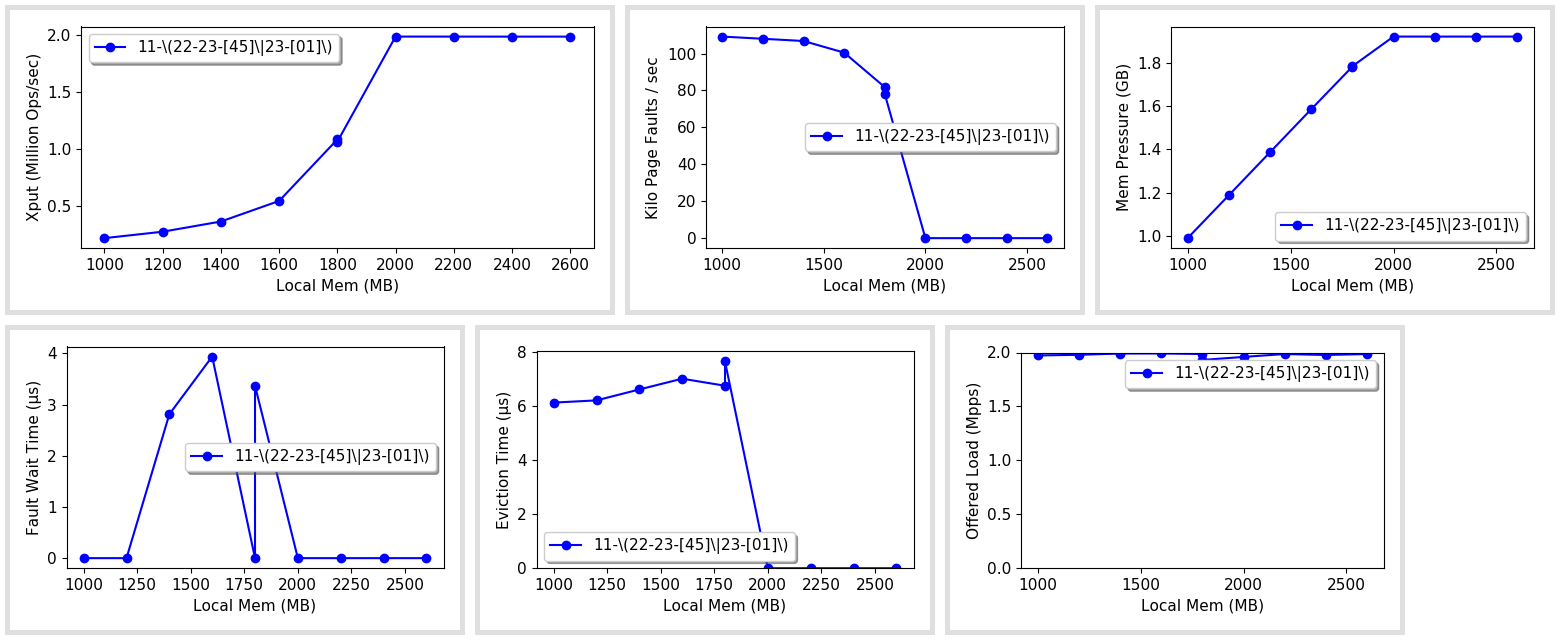 Xput (Million Ops/sec)
2.0
1.5
1.0
0.5
11-\(22-23-[45]\|23-[01]\)
1000 1200 1400 1600 1800 2000 2200 2400 2600
Local Mem (MB)
Kilo Page Faults / sec
100
80
60
40
20
0
11-\(22-23-[45]\|23-[01]\)
1000 1500 2000 2500
Local Mem (MB)
Mem Pressure (GB)
1.8
1.6
1.4
1.2
1.0
11-\(22-23-[45]\|23-[01]\)
1000 1500 2000 2500
Local Mem (MB)
Fault Wait Time (µs)
4
3
2
1
0
11-\(22-23-[45]\|23-[01]\)
1000 1250 1500 1750 2000 2250 2500
Local Mem (MB)
Eviction Time (µs)
8
6
4
2
0
11-\(22-23-[45]\|23-[01]\)
1000 1250 1500 1750 2000 2250 2500
Local Mem (MB)
Offered Load (Mpps)
2.0
1.5
1.0
0.5
0.0
11-\(22-23-[45]\|23-[01]\)
1000 1500 2000 2500
Local Mem (MB)